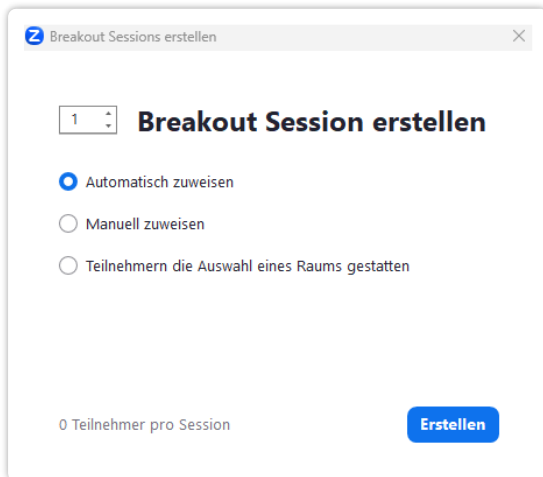 Z Breakout Sessions erstellen
1 Breakout Session erstellen
Automatisch zuweisen
Manuell zuweisen
Teilnehmern die Auswahl eines Raums gestatten
0 Teilnehmer pro Session
Erstellen